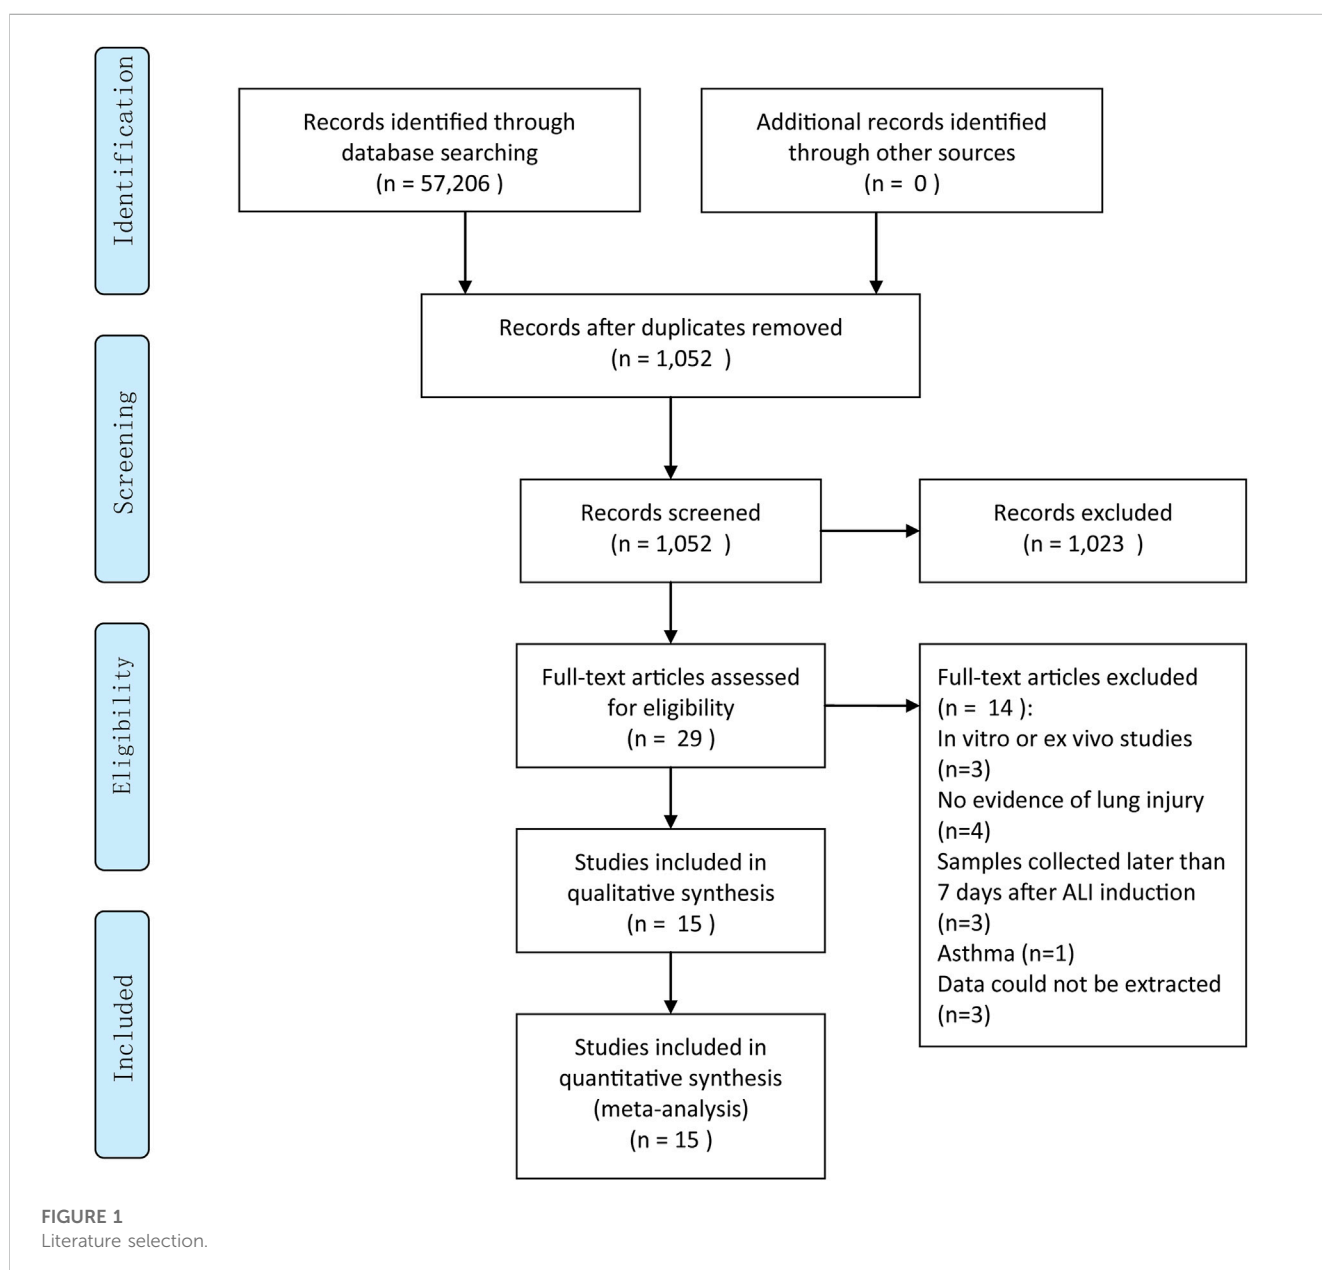 Identification
Records identified through
database searching
(n = 57,206 )
Additional records identified
through other sources
(n = 0 )
Records after duplicates removed
(n = 1,052 )
Screening
Records screened
(n = 1,052 )
Records excluded
(n = 1,023 )
Eligibility
Full-text articles assessed
for eligibility
(n = 29 )
Full-text articles excluded
(n = 14 ):
In vitro or ex vivo studies
(n=3)
No evidence of lung injury
(n=4)
Samples collected later than
7 days after ALI induction
(n=3)
Asthma (n=1)
Data could not be extracted
(n=3)
Studies included in
qualitative synthesis
(n = 15 )
Included
Studies included in
quantitative synthesis
(meta-analysis)
(n = 15 )
FIGURE 1
Literature selection.